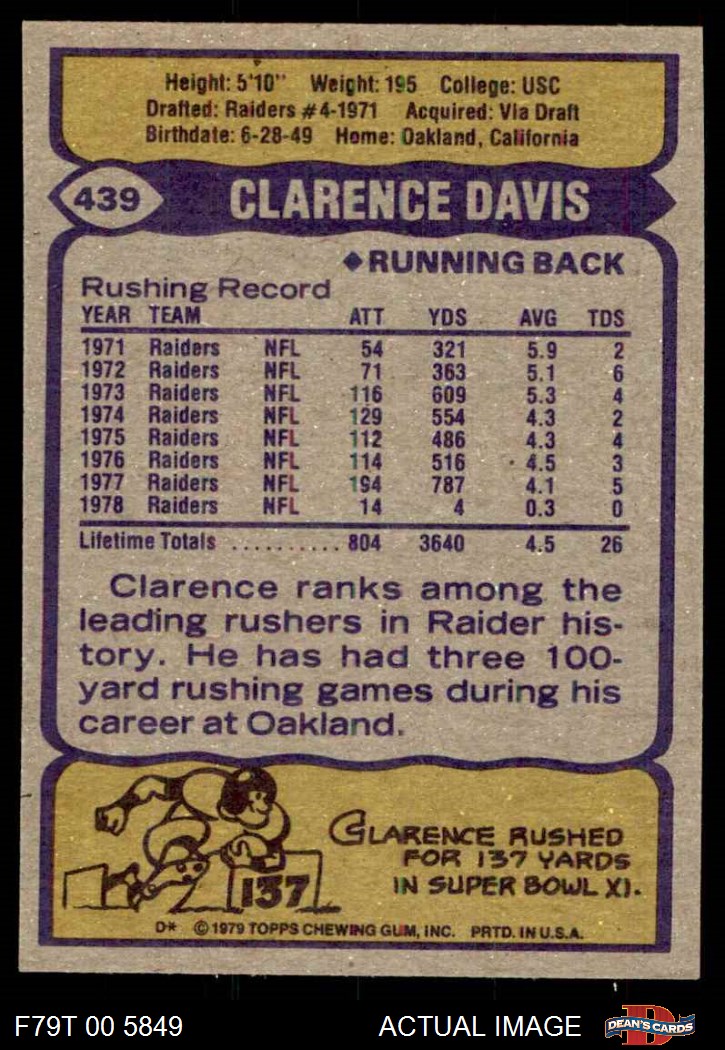 Height: 5'10" Weight: 195 College: USC
Drafted: Raiders #4-1971 Acquired: Via Draft
Birthdate: 6-28-49 Home: Oakland, California
439 CLARENCE DAVIS
◆RUNNING BACK
Rushing Record
YEAR TEAM ATT YDS AVG TDS
1971 Raiders NFL 54 321 5.9 2
1972 Raiders NFL 71 363 5.1 6
1973 Raiders NFL 116 609 5.3 4
1974 Raiders NFL 129 554 4.3 2
1975 Raiders NFL 112 486 4.3 4
1976 Raiders NFL 114 516 4.5 3
1977 Raiders NFL 194 787 4.1 5
1978 Raiders NFL 14 4 0.3 0
Lifetime Totals .......... 804 3640 4.5 26
Clarence ranks among the
leading rushers in Raider his-
tory. He has had three 100-
yard rushing games during his
career at Oakland.
CLARENCE RUSHED
FOR 137 YARDS
IN SUPER BOWL XI.
137
D* © 1979 TOPPS CHEWING GUM, INC. PRTD. IN U.S.A.
F79T 00 5849 ACTUAL IMAGE D DEAN'S CARDS